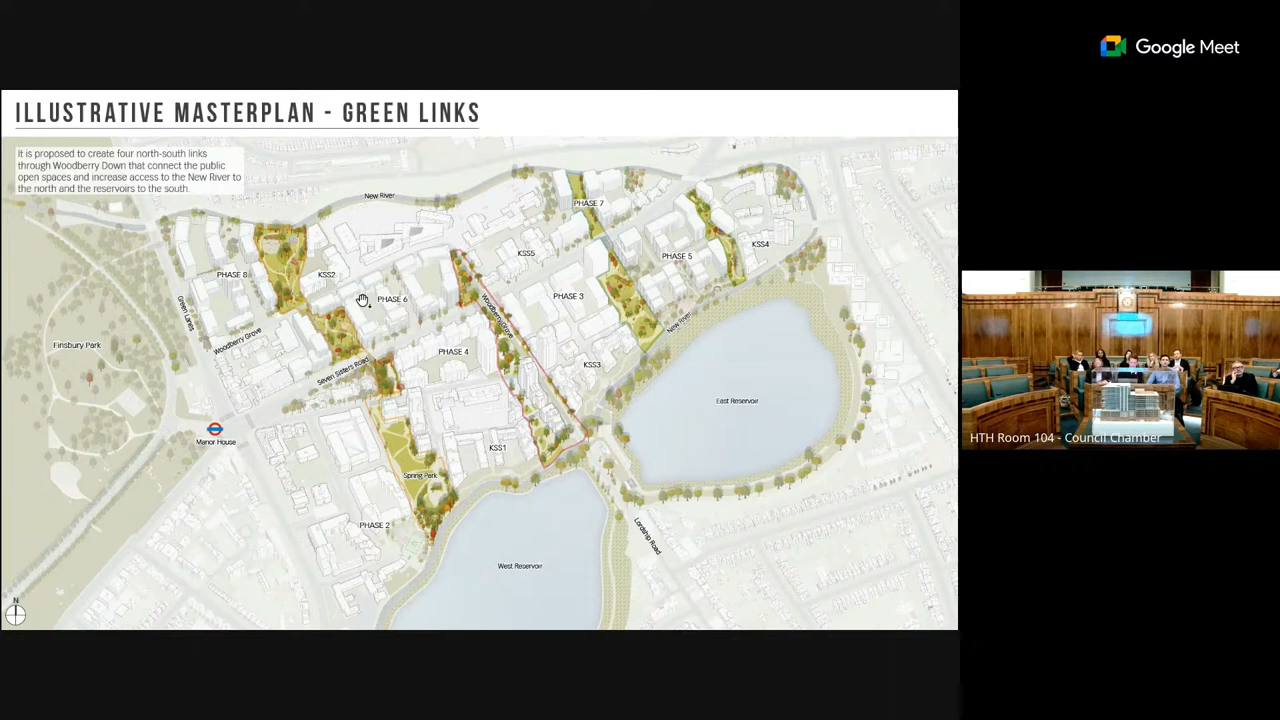 Google Meet
ILLUSTRATIVE MASTERPLAN - GREEN LINKS
It is proposed to create four north-south links
through Woodberry Down that connect the public
open spaces and increase access to the New River to
the north and the reservoirs to the south.
New River
PHASE 7
KSS4
KSS5
PHASE 5
PHASE 8
KSS2
PHASE 6
PHASE 3
Green Lanes
Woodberry Grove
Woodberry Grove
New River
Finsbury Park
PHASE 4
Seven Sisters Road
KSS3
East Reservoir
Manor House
KSS1
Spring Park
PHASE 2
Lordship Road
West Reservoir
N
HTH Room 104 - Council Chamber